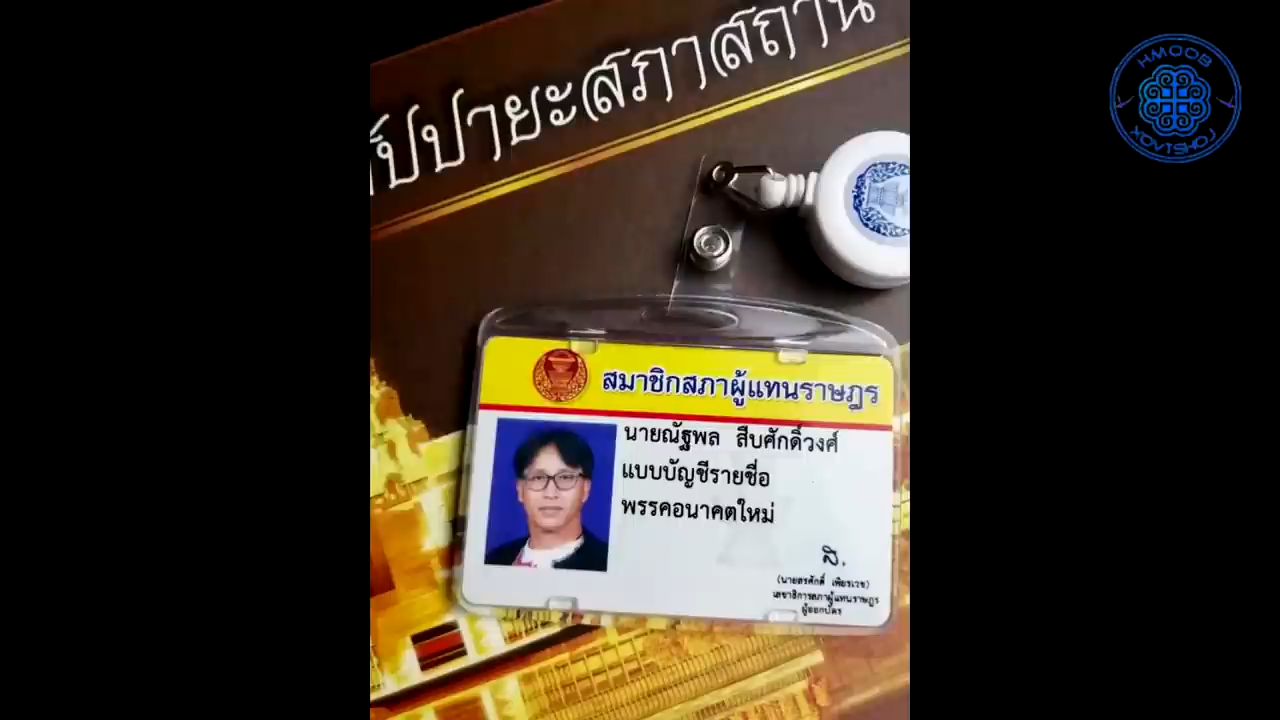 ัปปายะสภาสถาน
HMOOB
LOMSTAOX
สมาชิกสภาผู้แทนราษฎร
นายณัฐพล สืบศักดิ์วงศ์
แบบบัญชีรายชื่อ
พรรคอนาคตใหม่
(นายสรศักดิ์ เพียรเวช)
เลขาธิการสภาผู้แทนราษฎร
ผู้ออกบัตร